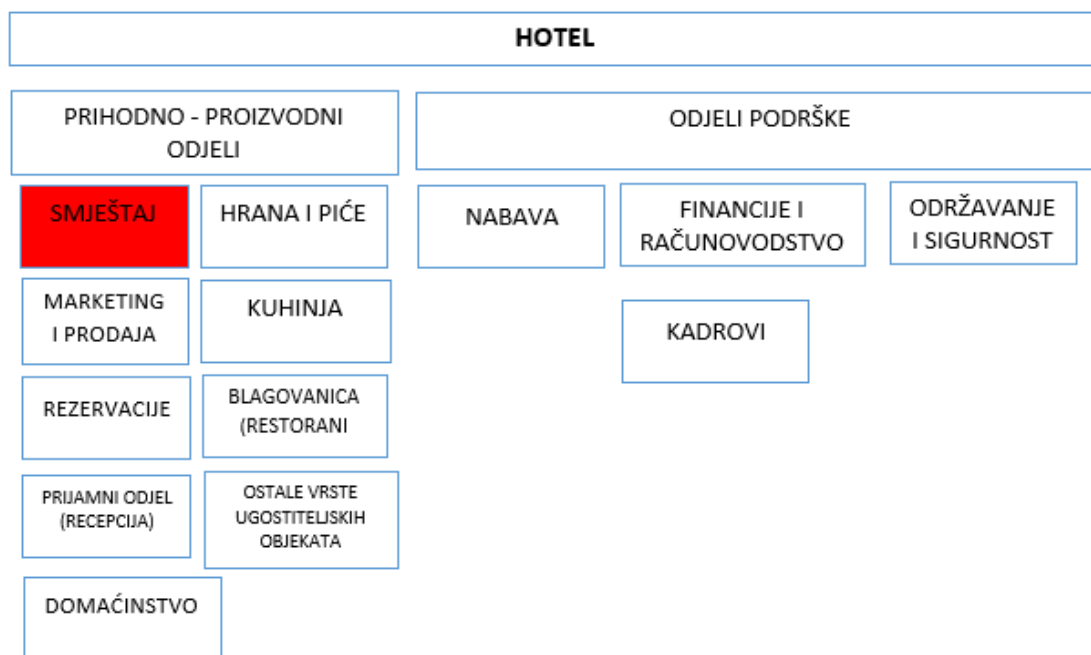 HOTEL
PRIHODNO - PROIZVODNI
ODJELI
ODJELI PODRŠKE
SMJEŠTAJ
HRANA I PIĆE
NABAVA
FINANCIJE I
RAČUNOVODSTVO
ODRŽAVANJE
I SIGURNOST
MARKETING
I PRODAJA
KUHINJA
KADROVI
REZERVACIJE
BLAGOVANICA
(RESTORANI
PRIJAMNI ODJEL
(RECEPCIJA)
OSTALE VRSTE
UGOSTITELJSKIH
OBJEKATA
DOMAĆINSTVO